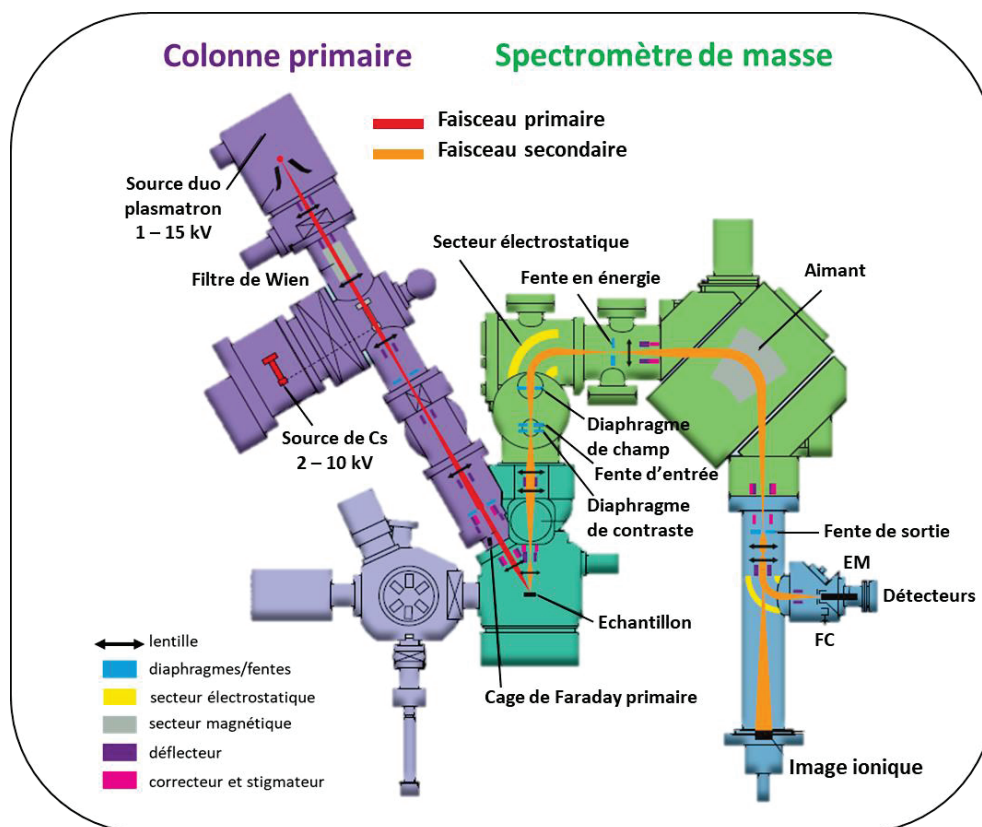 Colonne primaire
Spectromètre de masse
Faisceau primaire
Faisceau secondaire
Source duo
plasmatron
1 – 15 kV
Filtre de Wien
Source de Cs
2 – 10 kV
Secteur électrostatique
Fente en énergie
Aimant
Diaphragme
de champ
Fente d’entrée
Diaphragme
de contraste
Fente de sortie
EM
Détecteurs
FC
Echantillon
Cage de Faraday primaire
Image ionique
lentille
diaphragmes/fentes
secteur électrostatique
secteur magnétique
déflecteur
correcteur et stigmateur